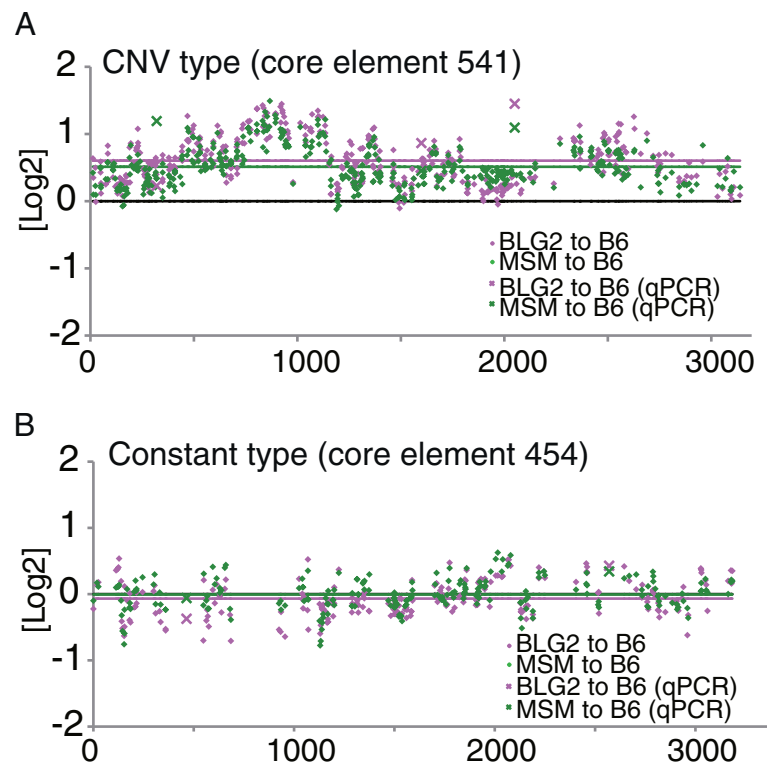 A
CNV type (core element 541)
2
1
0
-1
-2
[Log2]
BLG2 to B6
MSM to B6
BLG2 to B6 (qPCR)
MSM to B6 (qPCR)
0 1000 2000 3000
B
Constant type (core element 454)
2
1
0
-1
-2
[Log2]
BLG2 to B6
MSM to B6
BLG2 to B6 (qPCR)
MSM to B6 (qPCR)
0 1000 2000 3000